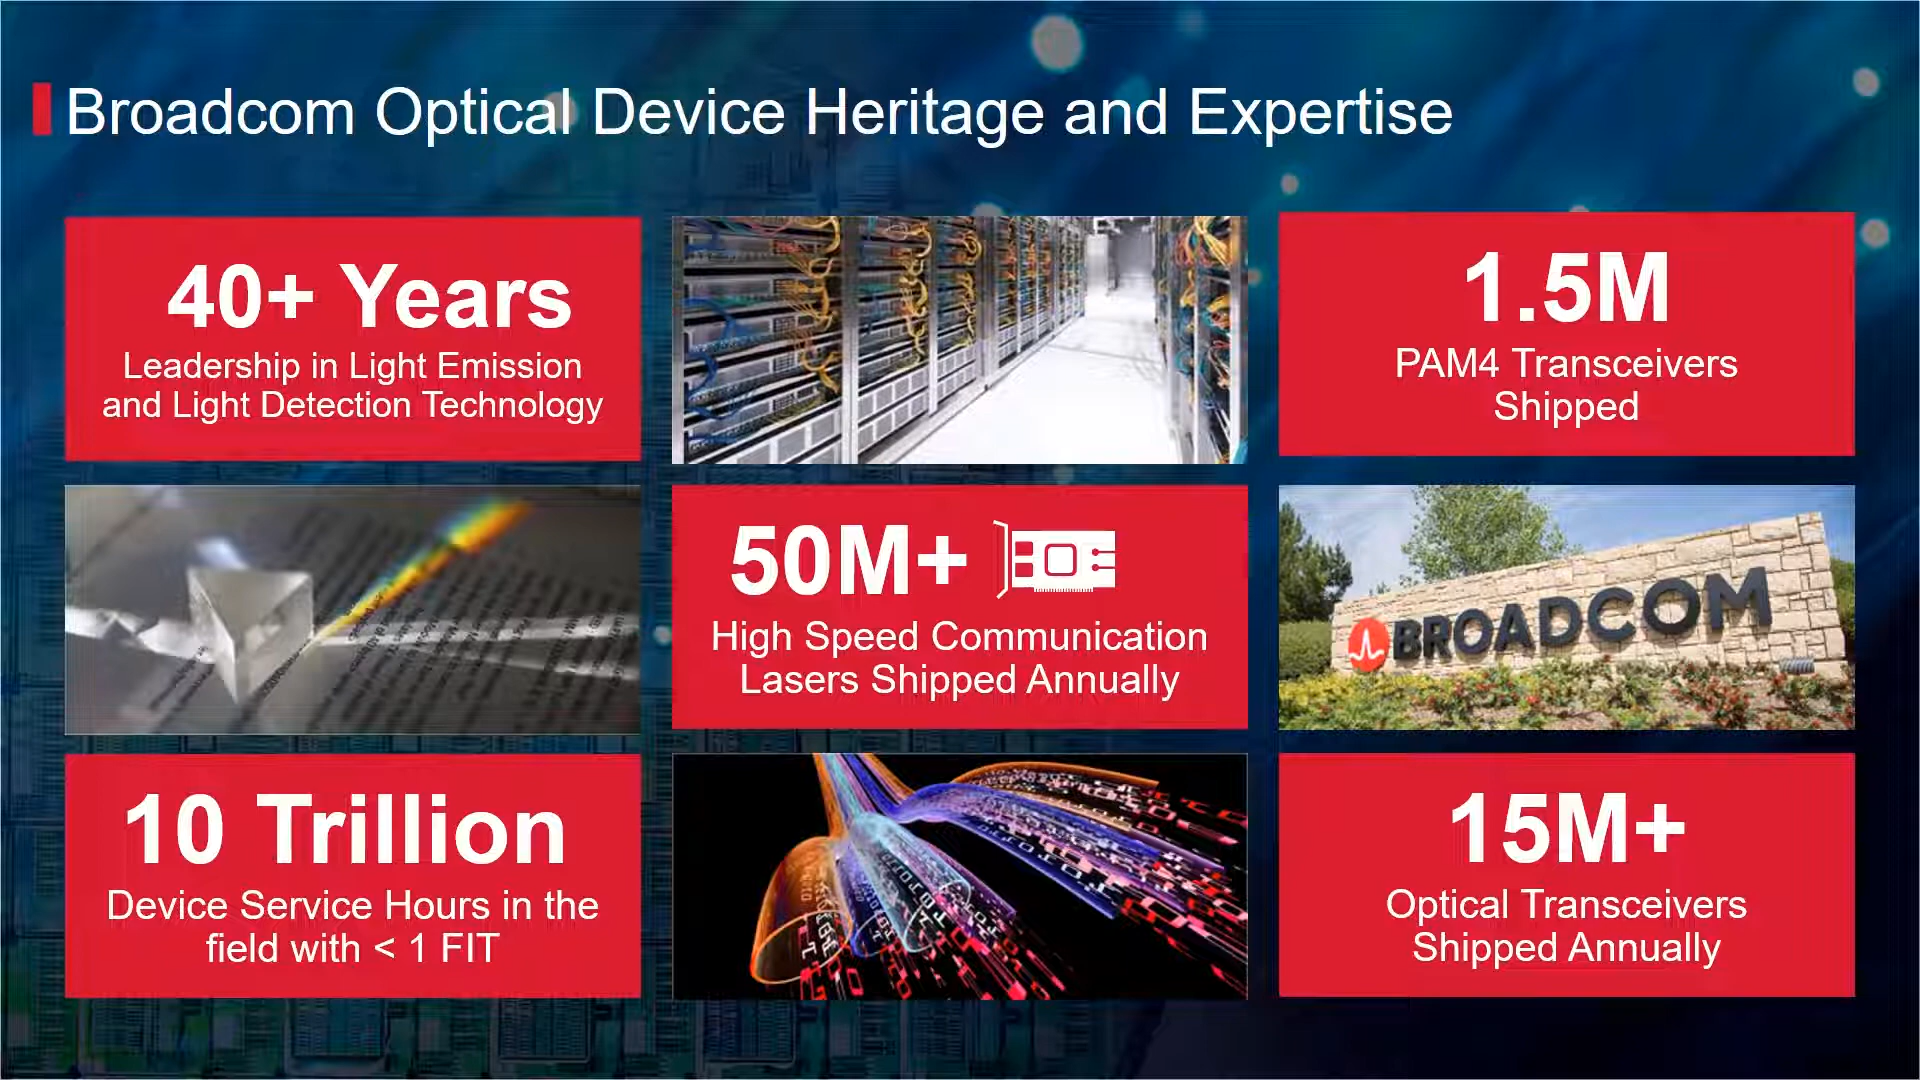 Broadcom Optical Device Heritage and Expertise
40+ Years
Leadership in Light Emission
and Light Detection Technology
1.5M
PAM4 Transceivers
Shipped
50M+
High Speed Communication
Lasers Shipped Annually
BROADCOM
10 Trillion
Device Service Hours in the
field with < 1 FIT
15M+
Optical Transceivers
Shipped Annually